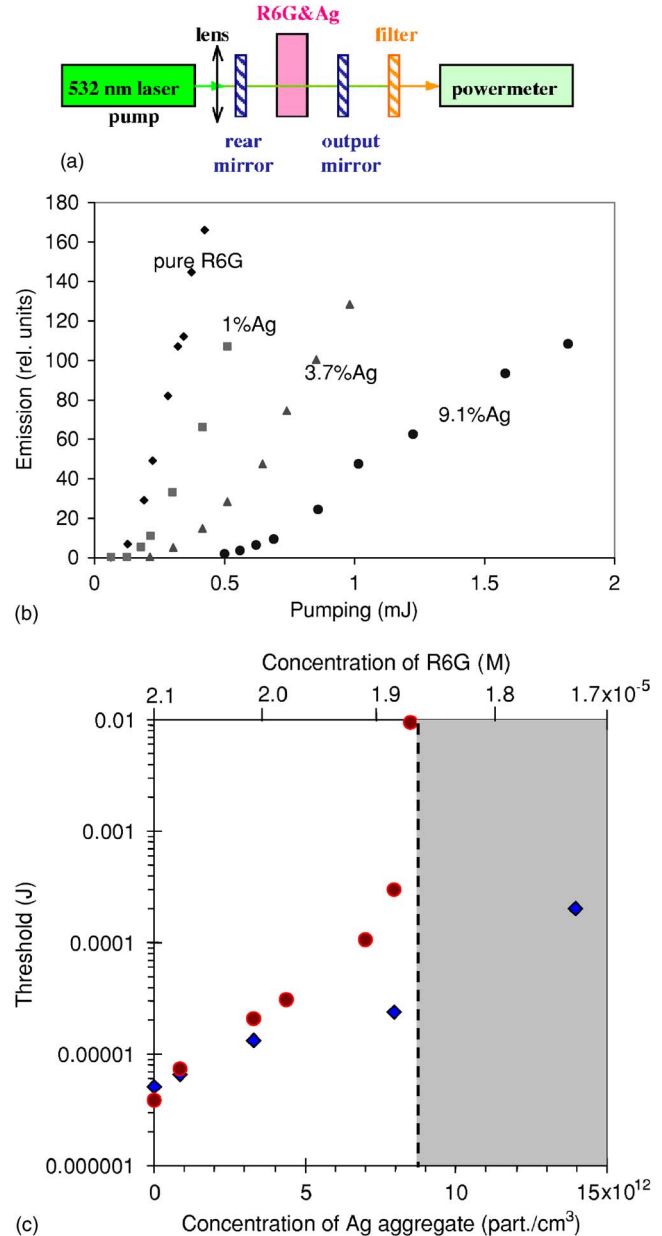 R6G&Ag
lens
filter
532 nm laser
powermeter
pump
rear
mirror
output
mirror
(a)
180
160
140
120
100
80
60
40
20
0
Emission (rel. units)
pure R6G
1%Ag
3.7%Ag
9.1%Ag
0
0.5
1
1.5
2
Pumping (mJ)
(b)
Concentration of R6G (M)
2.1
2.0
1.9
1.8
1.7x10⁻⁵
0.01
0.001
0.0001
0.00001
0.000001
Threshold (J)
0
5
10
15x10¹²
Concentration of Ag aggregate (part./cm³)
(c)